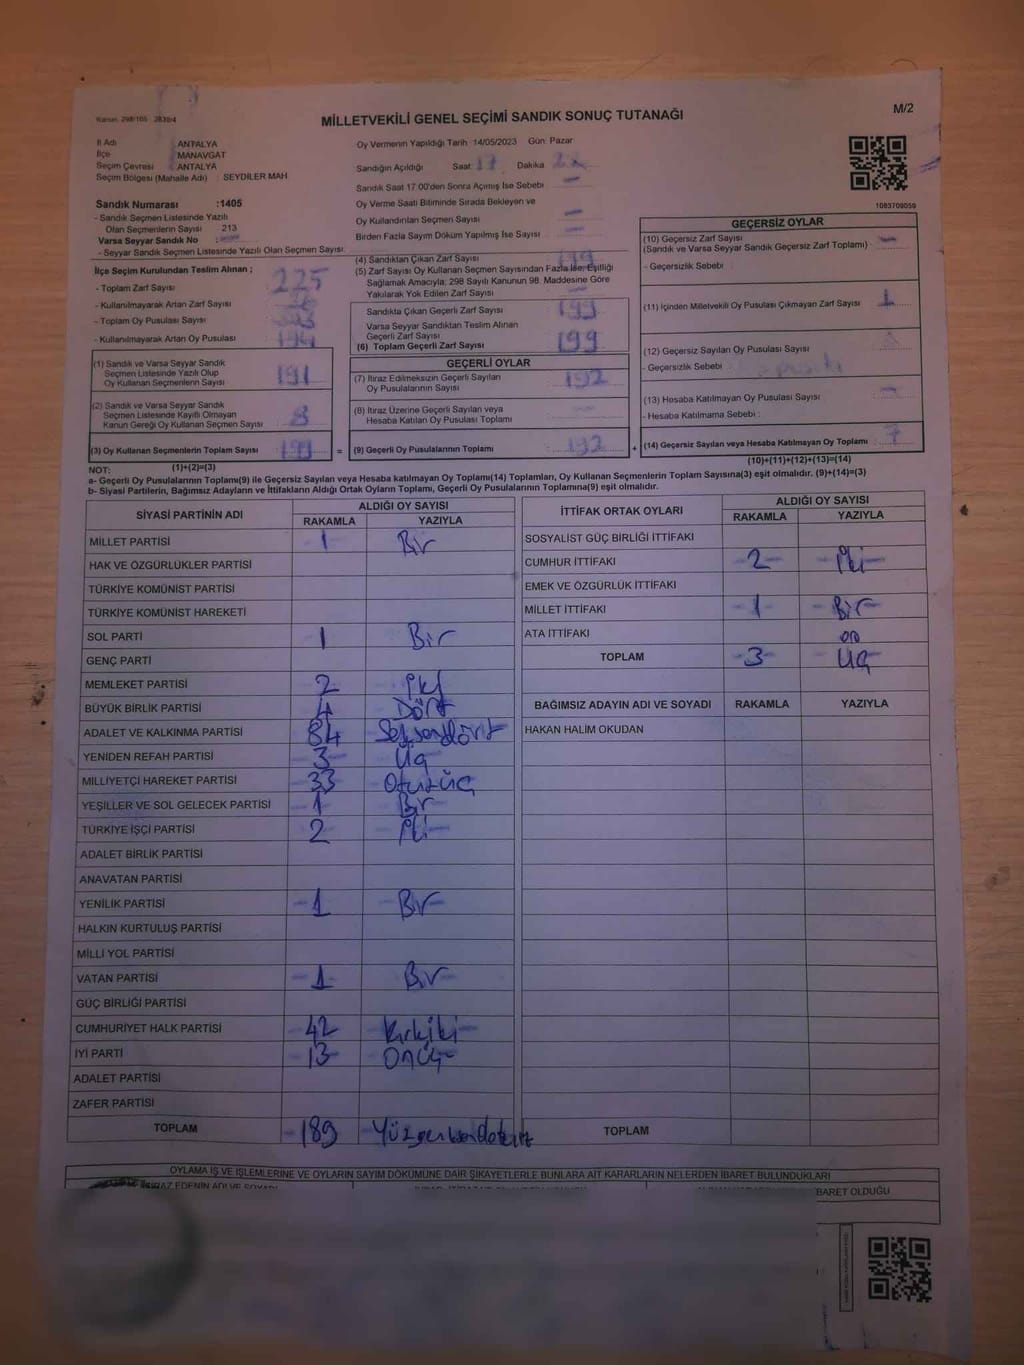 Kanun: 298/105 2839/4
MİLLETVEKİLİ GENEL SEÇİMİ SANDIK SONUÇ TUTANAĞI
M/2
İl Adı : ANTALYA
İlçe : MANAVGAT
Seçim Çevresi : ANTALYA
Seçim Bölgesi (Mahalle Adı) : SEYDİLER MAH
Sandık Numarası :1405
- Sandık Seçmen Listesinde Yazılı
Olan Seçmenlerin Sayısı 213
Varsa Seyyar Sandık No :
- Seyyar Sandık Listesinde Yazılı Olan Seçmen Sayısı:
Oy Vermenin Yapıldığı Tarih :14/05/2023 Gün: Pazar
Sandığın Açıldığı Saat: 17 Dakika
Sandık Saat 17.00'den Sonra Açımış İse Sebebi : —
Oy Verme Saati Bitiminde Sırada Bekleyen ve
Oy Kullandırılan Seçmen Sayısı : —
Birden Fazla Sayım Döküm Yapılmış İse Sayısı : —
1083709059
İlçe Seçim Kurulundan Teslim Alınan ;
- Toplam Zarf Sayısı : 225
- Kullanılmayarak Artan Zarf Sayısı :
- Toplam Oy Pusulası Sayısı :
- Kullanılmayarak Artan Oy Pusulası : 194
(4) Sandıktan Çıkan Zarf Sayısı : 199
(5) Zarf Sayısı Oy Kullanan Seçmen Sayısından Fazla İse; Eşitliği
Sağlamak Amacıyla; 298 Sayılı Kanunun 98. Maddesine Göre
Yakılarak Yok Edilen Zarf Sayısı : —
Sandıkta Çıkan Geçerli Zarf Sayısı : 199
Varsa Seyyar Sandıktan Teslim Alınan
Geçerli Zarf Sayısı :
(6) Toplam Geçerli Zarf Sayısı : 199
(1) Sandık ve Varsa Seyyar Sandık
Seçmen Listesinde Yazılı Olup
Oy Kullanan Seçmenlerin Sayısı : 191
(2) Sandık ve Varsa Seyyar Sandık
Seçmen Listesinde Kayıtlı Olmayan
Kanun Gereği Oy Kullanan Seçmen Sayısı : 8
(3) Oy Kullanan Seçmenlerin Toplam Sayısı : 199
GEÇERLİ OYLAR
(7) İtiraz Edilmeksizin Geçerli Sayılan
Oy Pusulalarının Sayısı : 192
(8) İtiraz Üzerine Geçerli Sayılan veya
Hesaba Katılan Oy Pusulası Toplamı : —
= (9) Geçerli Oy Pusulalarının Toplamı : 192
GEÇERSİZ OYLAR
(10) Geçersiz Zarf Sayısı : —
(Sandık ve Varsa Seyyar Sandık Geçersiz Zarf Toplamı)
- Geçersizlik Sebebi :
(11) İçinden Milletvekili Oy Pusulası Çıkmayan Zarf Sayısı : 1
(12) Geçersiz Sayılan Oy Pusulası Sayısı :
- Geçersizlik Sebebi :
(13) Hesaba Katılmayan Oy Pusulası Sayısı : —
- Hesaba Katılmama Sebebi :
+ (14) Geçersiz Sayılan veya Hesaba Katılmayan Oy Toplamı : 7
NOT: (1)+(2)=(3)
(10)+(11)+(12)+(13)=(14)
a- Geçerli Oy Pusulalarının Toplamı(9) ile Geçersiz Sayılan veya Hesaba katılmayan Oy Toplamı(14) Toplamları, Oy Kullanan Seçmenlerin Toplam Sayısına(3) eşit olmalıdır. (9)+(14)=(3)
b- Siyasi Partilerin, Bağımsız Adayların ve İttifakların Aldığı Ortak Oyların Toplamı, Geçerli Oy Pusulalarının Toplamına(9) eşit olmalıdır.
SİYASİ PARTİNİN ADI
ALDIĞI OY SAYISI
RAKAMLA YAZIYLA
MİLLET PARTİSİ 1 Bir
HAK VE ÖZGÜRLÜKLER PARTİSİ
TÜRKİYE KOMÜNİST PARTİSİ
TÜRKİYE KOMÜNİST HAREKETİ
SOL PARTİ 1 Bir
GENÇ PARTİ
MEMLEKET PARTİSİ 2 İki
BÜYÜK BİRLİK PARTİSİ 4 Dört
ADALET VE KALKINMA PARTİSİ 84 Seksendört
YENİDEN REFAH PARTİSİ 3 Üç
MİLLİYETÇİ HAREKET PARTİSİ 33 Otuzüç
YEŞİLLER VE SOL GELECEK PARTİSİ 1 Bir
TÜRKİYE İŞÇİ PARTİSİ 2 İki
ADALET BİRLİK PARTİSİ
ANAVATAN PARTİSİ
YENİLİK PARTİSİ 1 Bir
HALKIN KURTULUŞ PARTİSİ
MİLLİ YOL PARTİSİ
VATAN PARTİSİ 1 Bir
GÜÇ BİRLİĞİ PARTİSİ
CUMHURİYET HALK PARTİSİ 42 Kırkiki
İYİ PARTİ 13 Onüç
ADALET PARTİSİ
ZAFER PARTİSİ
TOPLAM 189 Yüzseksendokuz
İTTİFAK ORTAK OYLARI
ALDIĞI OY SAYISI
RAKAMLA YAZIYLA
SOSYALİST GÜÇ BİRLİĞİ İTTİFAKI
CUMHUR İTTİFAKI 2 İki
EMEK VE ÖZGÜRLÜK İTTİFAKI
MİLLET İTTİFAKI 1 Bir
ATA İTTİFAKI
TOPLAM 3 Üç
BAĞIMSIZ ADAYIN ADI VE SOYADI RAKAMLA YAZIYLA
HAKAN HALİM OKUDAN
TOPLAM
OYLAMA İŞ VE İŞLEMLERİNE VE OYLARIN SAYIM DÖKÜMÜNE DAİR ŞİKAYETLERLE BUNLARA AİT KARARLARIN NELERDEN İBARET BULUNDUKLARI
İBARET OLDUĞU